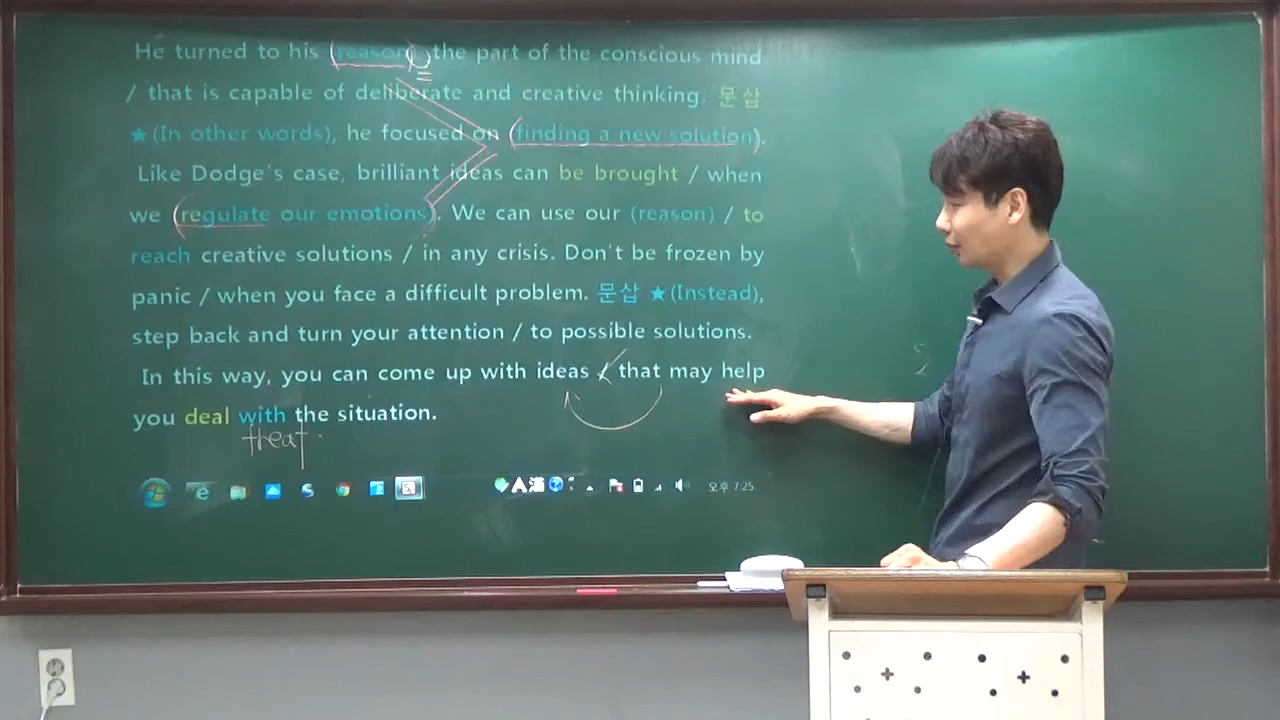 He turned to his (reason), the part of the conscious mind
/ that is capable of deliberate and creative thinking. 문삽
★(In other words), he focused on (finding a new solution).
Like Dodge's case, brilliant ideas can be brought / when
we (regulate our emotions). We can use our (reason) / to
reach creative solutions / in any crisis. Don't be frozen by
panic / when you face a difficult problem. 문삽 ★(Instead),
step back and turn your attention / to possible solutions.
In this way, you can come up with ideas / that may help
you deal with the situation.
treat
A 漢 오후 7:25